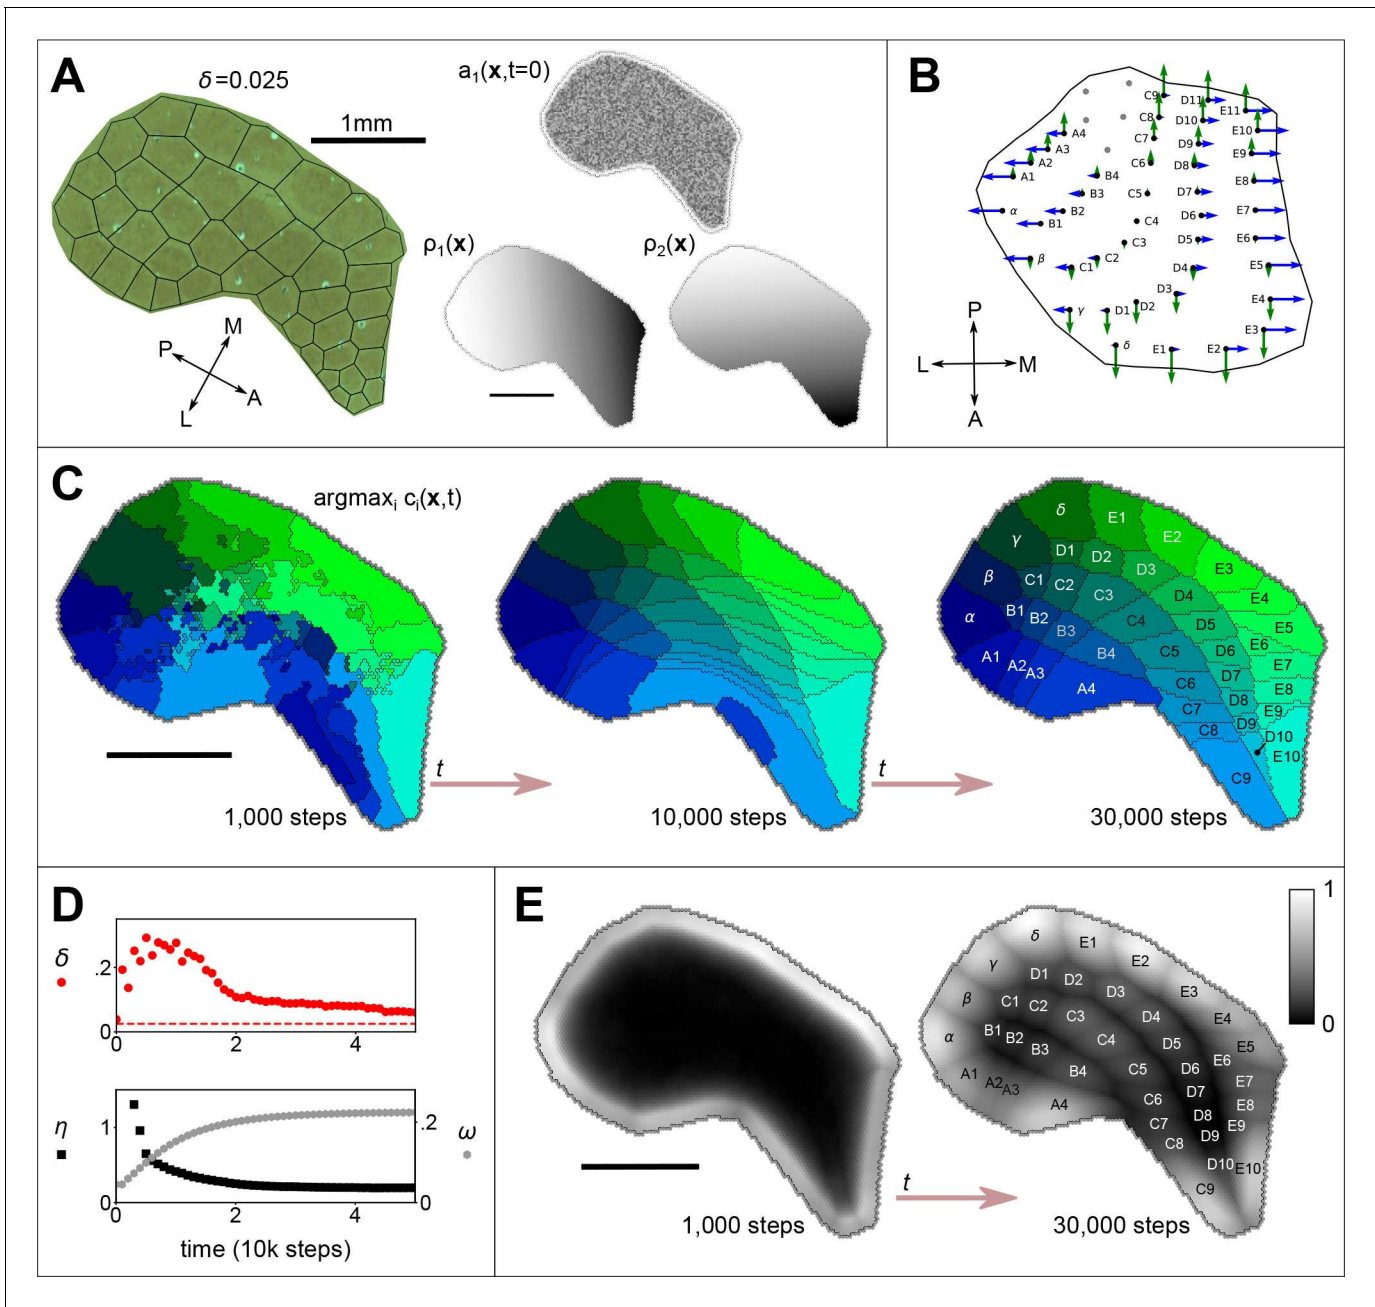 A
δ=0.025
1mm
P
M
L
A
a₁(x,t=0)
ρ₁(x)
ρ₂(x)
B
C9
D11
E11
C8
D10
E10
A4
C7
D9
E9
A3
A2
C6
D8
A1
B4
E8
B3
C5
D7
α
B2
D6
E7
B1
C4
D5
E6
C3
β
C2
C1
D4
E5
D3
E4
γ
D1
D2
E3
δ
E1
E2
P
L
M
A
C
argmaxᵢ cᵢ(x,t)
1,000 steps
t
10,000 steps
t
30,000 steps
δ
E1
E2
γ
D1
D2
D3
E3
β
C1
C2
C3
D4
E4
α
B1
B2
B3
C4
D5
E5
A1
A2
A3
B4
C5
D6
E6
A4
C6
D7
E7
C7
D8
E8
C8
D9
E9
D10
C9
E10
D
δ
.2
0
0
2
4
η
1
0
.2
0
ω
0
2
4
time (10k steps)
E
1,000 steps
t
30,000 steps
δ
E1
E2
γ
D1
D2
D3
E3
β
C1
C2
C3
D4
E4
α
B1
B2
B3
C4
D5
E5
A1
A2
A3
B4
C5
D6
E6
A4
C6
D7
E7
C7
D8
E8
C8
D9
E9
D10
E10
C9
1
0